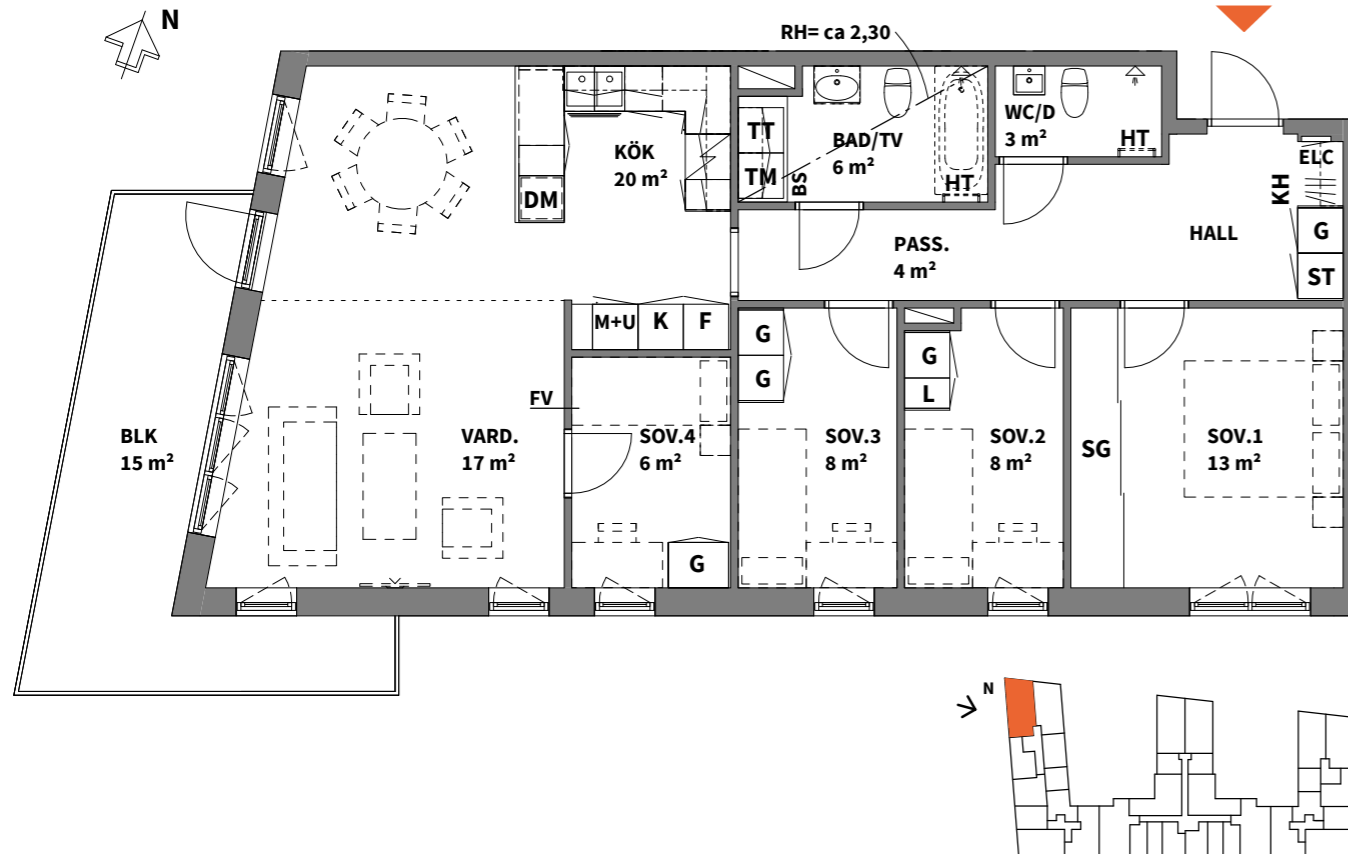 N
RH= ca 2,30
TT
TM
BS
BAD/TV
6 m²
HT
WC/D
3 m²
HT
ELC
KH
G
ST
HALL
KÖK
20 m²
DM
PASS.
4 m²
M+U
K
F
FV
BLK
15 m²
VARD.
17 m²
SOV.4
6 m²
G
G
G
SOV.3
8 m²
G
L
SOV.2
8 m²
SG
SOV.1
13 m²
N